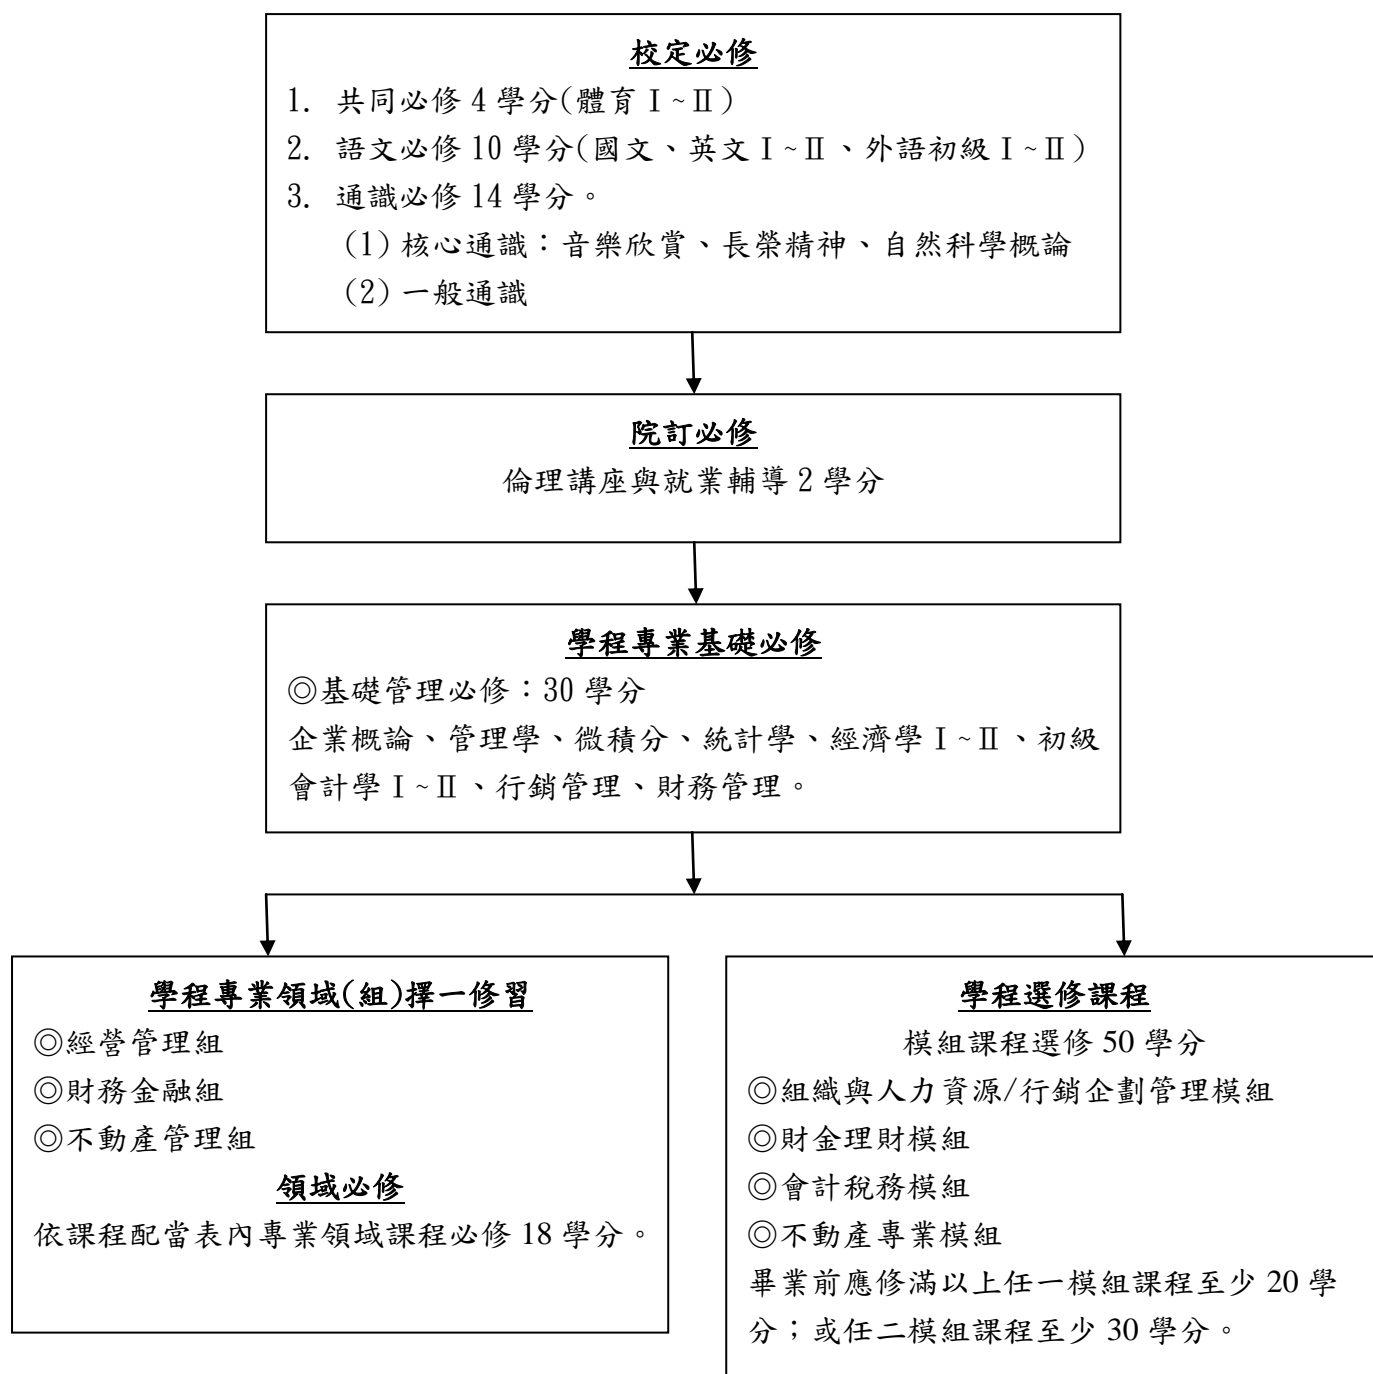 校定必修
1. 共同必修 4 學分(體育Ⅰ~Ⅱ)
2. 語文必修 10 學分(國文、英文Ⅰ~Ⅱ、外語初級Ⅰ~Ⅱ)
3. 通識必修 14 學分。
(1)核心通識：音樂欣賞、長榮精神、自然科學概論
(2)一般通識
院訂必修
倫理講座與就業輔導 2 學分
學程專業基礎必修
◎基礎管理必修：30 學分
企業概論、管理學、微積分、統計學、經濟學Ⅰ~Ⅱ、初級
會計學Ⅰ~Ⅱ、行銷管理、財務管理。
學程專業領域(組)擇一修習
◎經營管理組
◎財務金融組
◎不動產管理組
領域必修
依課程配當表內專業領域課程必修 18 學分。
學程選修課程
模組課程選修 50 學分
◎組織與人力資源/行銷企劃管理模組
◎財金理財模組
◎會計稅務模組
◎不動產專業模組
畢業前應修滿以上任一模組課程至少 20 學
分；或任二模組課程至少 30 學分。